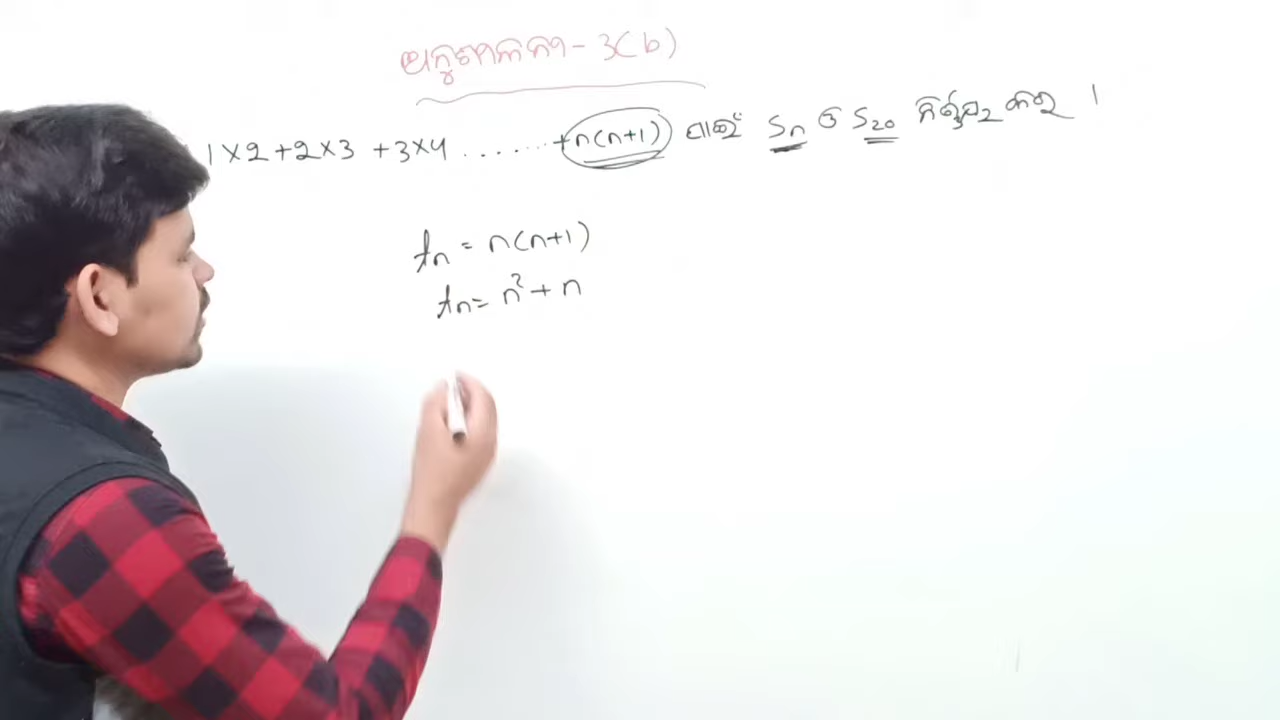 ଅନୁଶୀଳନୀ - 3(b)
1×2 + 2×3 + 3×4 ......+n(n+1) ପାଇଁ Sn ଓ S20 ନିର୍ଣ୍ଣୟ କର ।
tn = n(n+1)
tn = n² + n